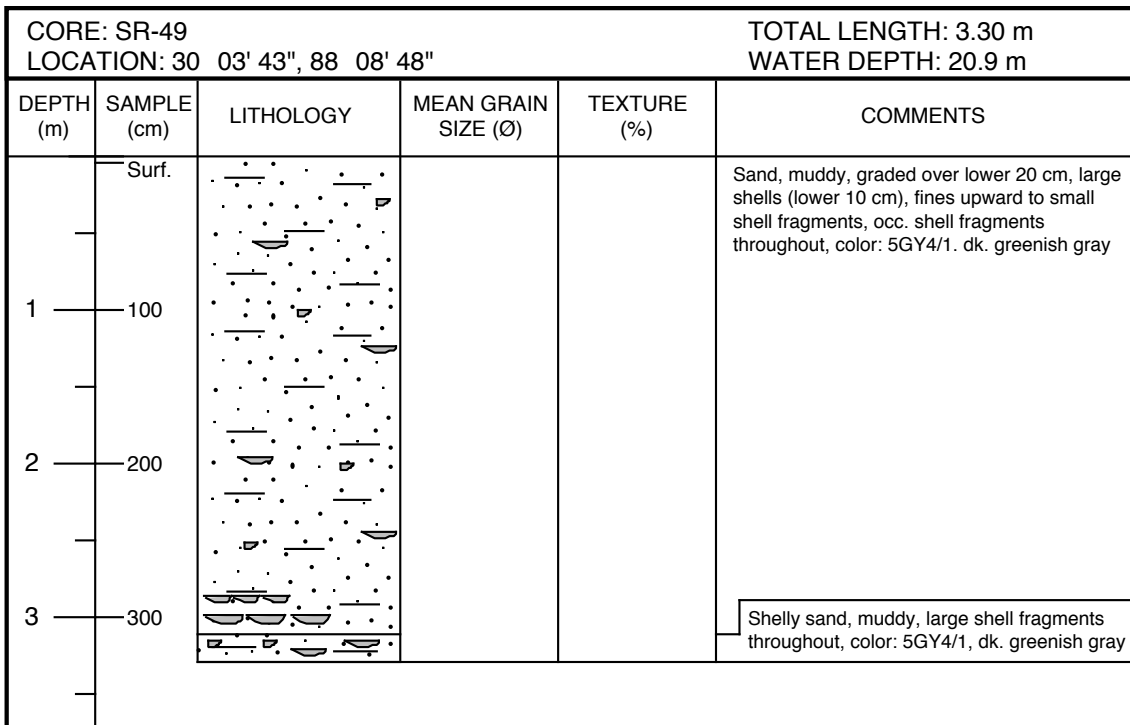 CORE: SR-49
TOTAL LENGTH: 3.30 m
LOCATION: 30 03' 43", 88 08' 48"
WATER DEPTH: 20.9 m
DEPTH (m)
SAMPLE (cm)
LITHOLOGY
MEAN GRAIN SIZE (Ø)
TEXTURE (%)
COMMENTS
Surf.
Sand, muddy, graded over lower 20 cm, large
shells (lower 10 cm), fines upward to small
shell fragments, occ. shell fragments
throughout, color: 5GY4/1. dk. greenish gray
1
100
2
200
3
300
Shelly sand, muddy, large shell fragments
throughout, color: 5GY4/1, dk. greenish gray